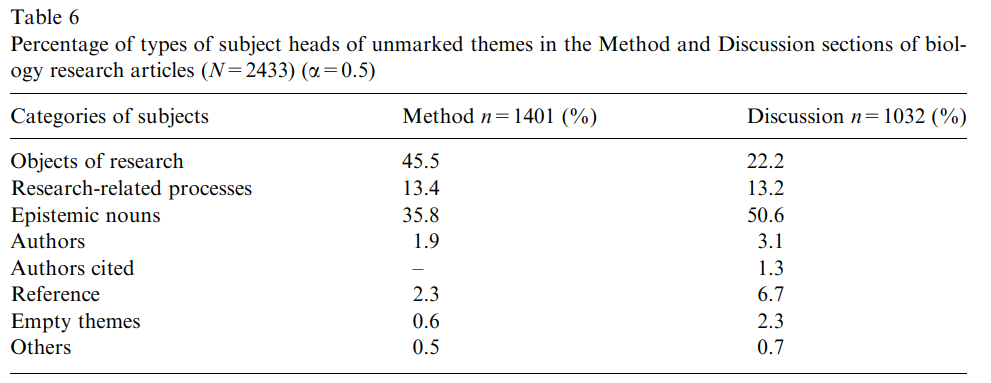 Table 6
Percentage of types of subject heads of unmarked themes in the Method and Discussion sections of biol-
ogy research articles (N=2433) (α=0.5)
Categories of subjects Method n=1401 (%) Discussion n=1032 (%)
Objects of research 45.5 22.2
Research-related processes 13.4 13.2
Epistemic nouns 35.8 50.6
Authors 1.9 3.1
Authors cited – 1.3
Reference 2.3 6.7
Empty themes 0.6 2.3
Others 0.5 0.7